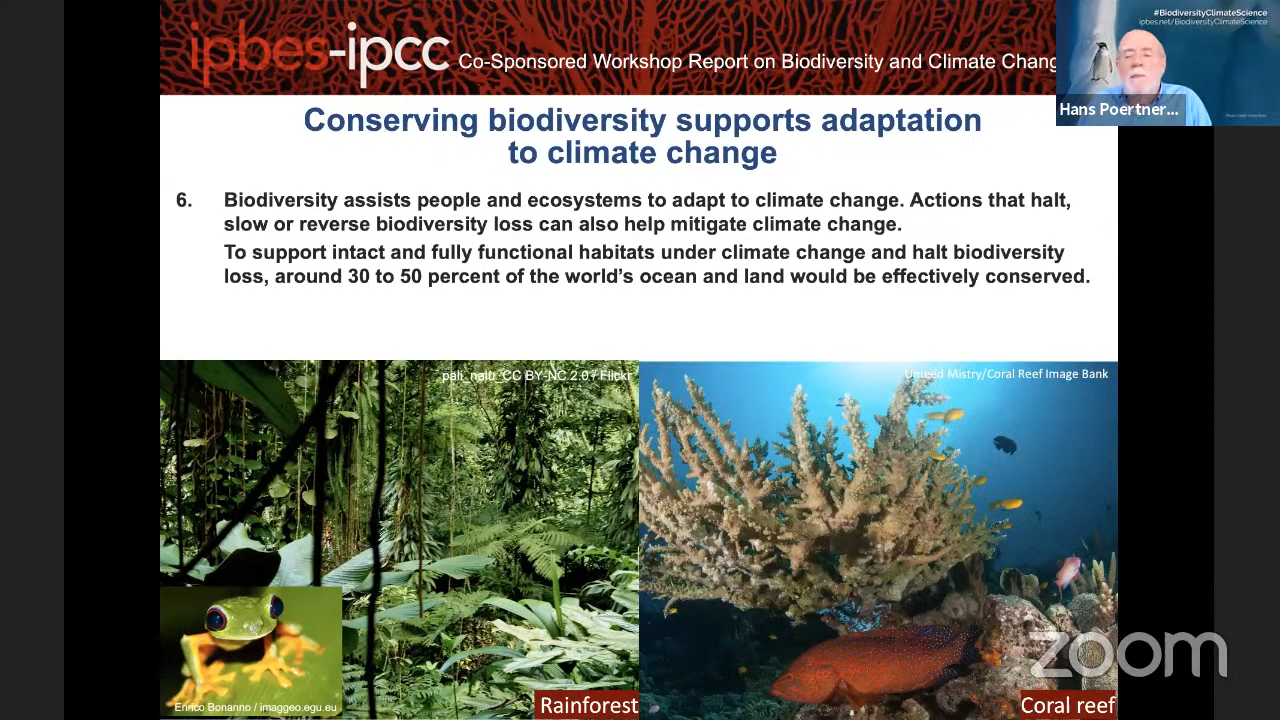 #BiodiversityClimateScience
ipbes.net/BiodiversityClimateScience
ipbes-ipcc Co-Sponsored Workshop Report on Biodiversity and Climate Chang
Hans Poertner...
Conserving biodiversity supports adaptation
to climate change
6. Biodiversity assists people and ecosystems to adapt to climate change. Actions that halt,
slow or reverse biodiversity loss can also help mitigate climate change.
To support intact and fully functional habitats under climate change and halt biodiversity
loss, around 30 to 50 percent of the world’s ocean and land would be effectively conserved.
pali_nalu_CC BY-NC 2.0 / Flickr
Umeed Mistry/Coral Reef Image Bank
zoom
Enrico Bonanno / imaggeo.egu.eu
Rainforest
Coral reef